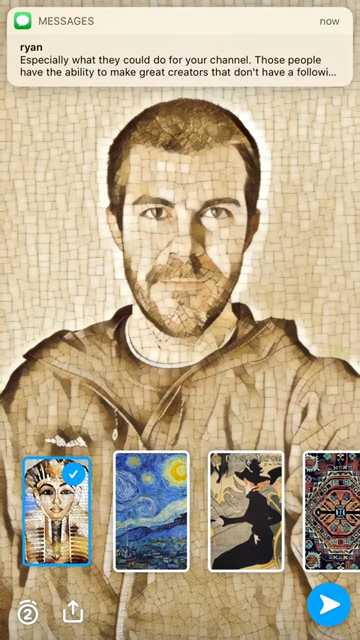 MESSAGES now
ryan
Especially what they could do for your channel. Those people
have the ability to make great creators that don't have a followi...
2